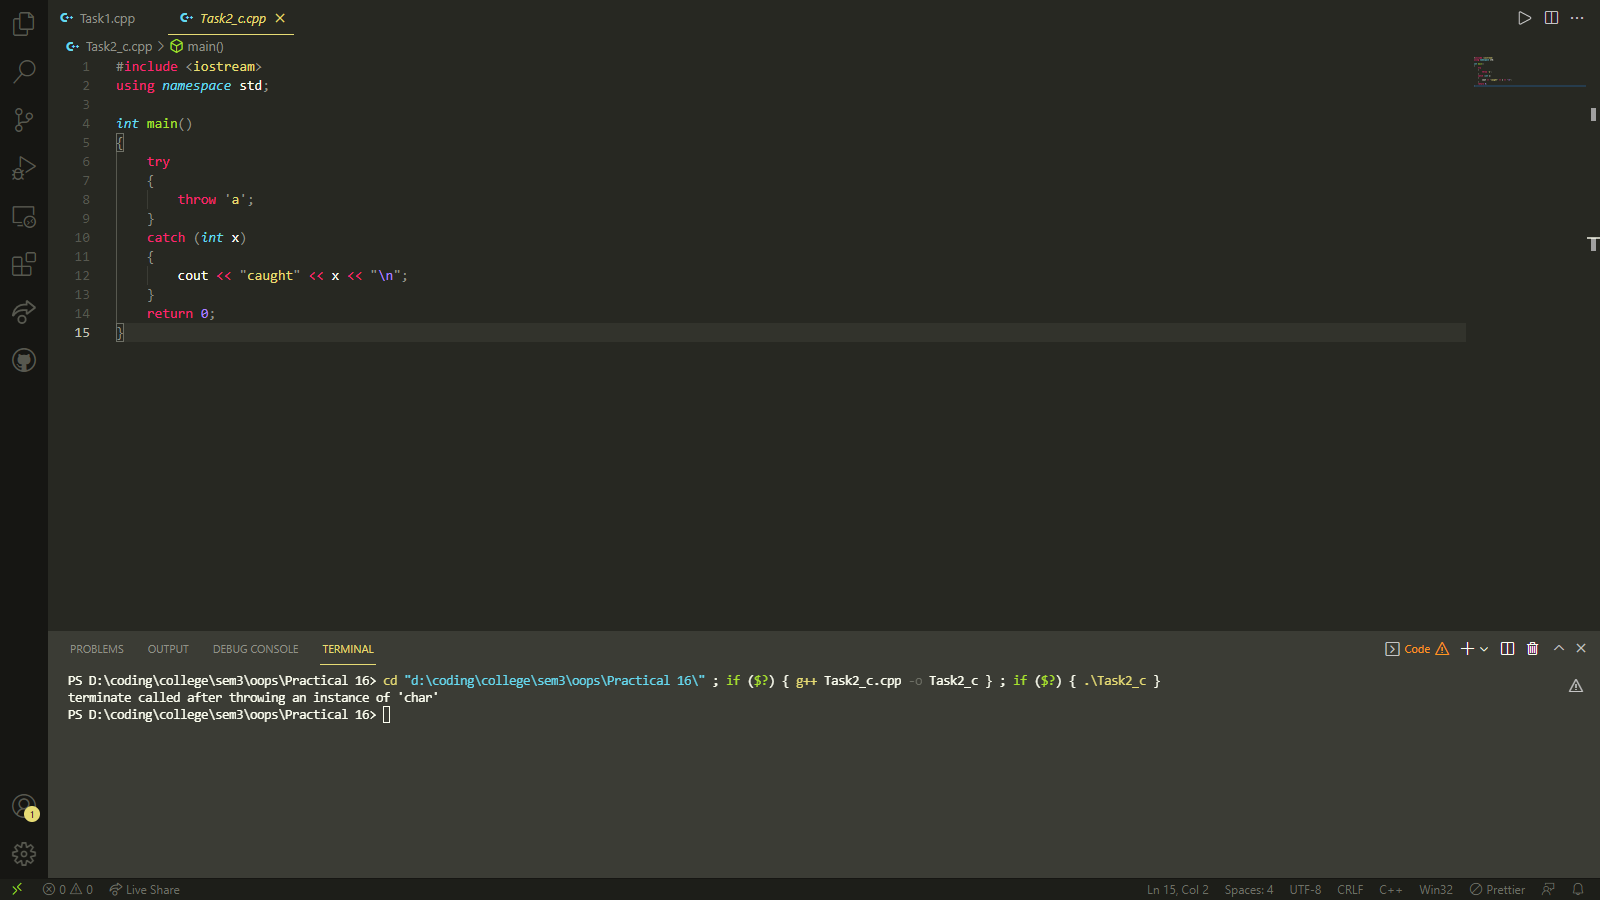 Task1.cpp Task2_c.cpp
Task2_c.cpp > main()
1 #include <iostream>
2 using namespace std;
3
4 int main()
5 {
6     try
7     {
8         throw 'a';
9     }
10     catch (int x)
11     {
12         cout << "caught" << x << "\n";
13     }
14     return 0;
15 }
PROBLEMS OUTPUT DEBUG CONSOLE TERMINAL Code
PS D:\coding\college\sem3\oops\Practical 16> cd "d:\coding\college\sem3\oops\Practical 16\" ; if ($?) { g++ Task2_c.cpp -o Task2_c } ; if ($?) { .\Task2_c }
terminate called after throwing an instance of 'char'
PS D:\coding\college\sem3\oops\Practical 16>
1
0 0 Live Share Ln 15, Col 2 Spaces: 4 UTF-8 CRLF C++ Win32 Prettier